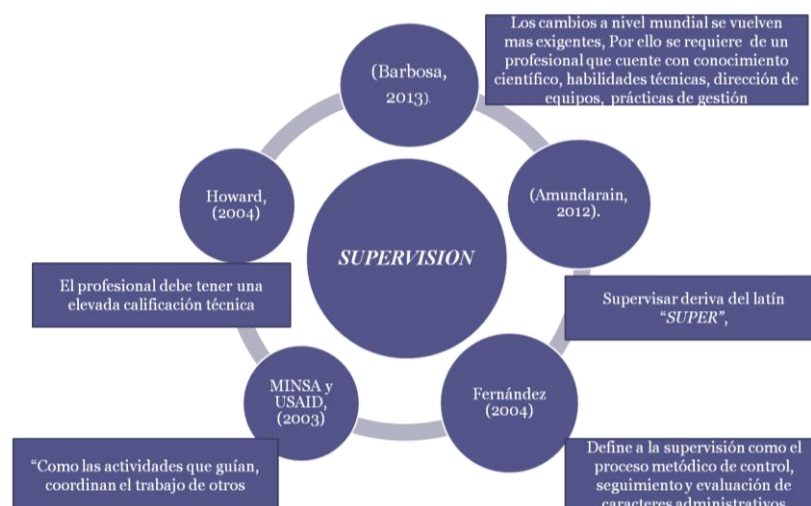 Los cambios a nivel mundial se vuelven
mas exigentes, Por ello se requiere de un
profesional que cuente con conocimiento
científico, habilidades técnicas, dirección de
equipos, prácticas de gestión
(Barbosa,
2013).
Howard,
(2004)
(Amundarain,
2012).
SUPERVISION
El profesional debe tener una
elevada calificación técnica
Supervisar deriva del latín
“SUPER”,
MINSA y
USAID,
(2003)
Fernández
(2004)
“Como las actividades que guían,
coordinan el trabajo de otros
Define a la supervisión como el
proceso metódico de control,
seguimiento y evaluación de
caracteres administrativos